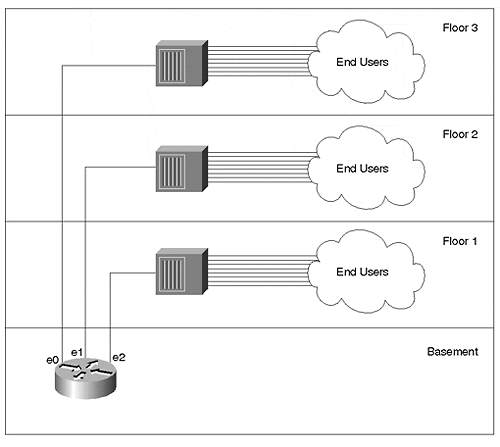 Floor 3
End Users
Floor 2
End Users
Floor 1
End Users
Basement
e0
e1
e2